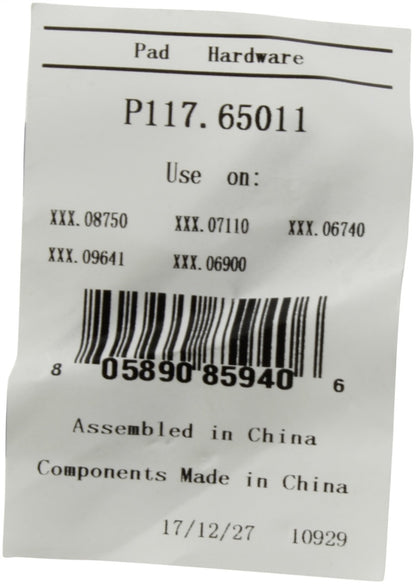 Pad Hardware
P117.65011
Use on:
XXX.08750 XXX.07110 XXX.06740
XXX.09641 XXX.06900
8 05890 85940 6
Assembled in China
Components Made in China
17/12/27 10929